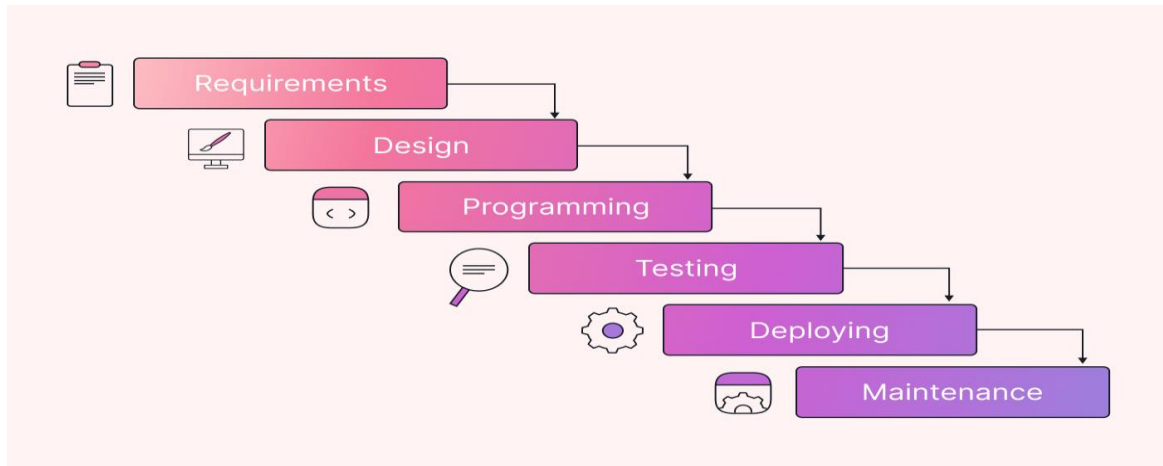 Requirements
Design
Programming
Testing
Deploying
Maintenance